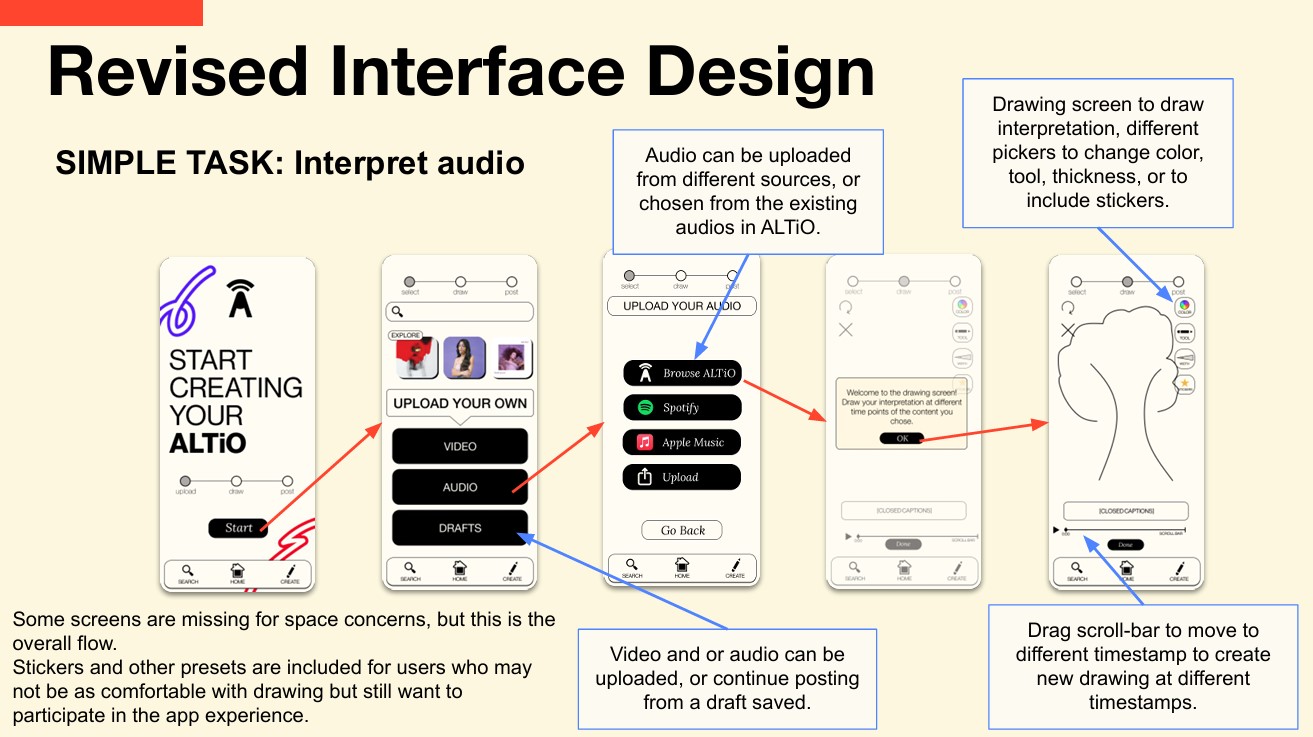 Revised Interface Design
SIMPLE TASK: Interpret audio
Audio can be uploaded
from different sources, or
chosen from the existing
audios in ALTiO.
Drawing screen to draw
interpretation, different
pickers to change color,
tool, thickness, or to
include stickers.
START
CREATING
YOUR
ALTiO
upload draw post
Start
SEARCH HOME CREATE
select draw post
EXPLORE
UPLOAD YOUR OWN
VIDEO
AUDIO
DRAFTS
SEARCH HOME CREATE
select draw post
UPLOAD YOUR AUDIO
Browse ALTiO
Spotify
Apple Music
Upload
Go Back
SEARCH HOME CREATE
select draw post
COLOR
TOOL
Welcome to the drawing screen!
Draw your interpretation at different
time points of the content you
chose.
OK
[CLOSED CAPTIONS]
SCROLL BAR
Done
SEARCH HOME CREATE
select draw post
COLOR
TOOL
[CLOSED CAPTIONS]
SCROLL BAR
Done
SEARCH HOME CREATE
Some screens are missing for space concerns, but this is the
overall flow.
Stickers and other presets are included for users who may
not be as comfortable with drawing but still want to
participate in the app experience.
Video and or audio can be
uploaded, or continue posting
from a draft saved.
Drag scroll-bar to move to
different timestamp to create
new drawing at different
timestamps.